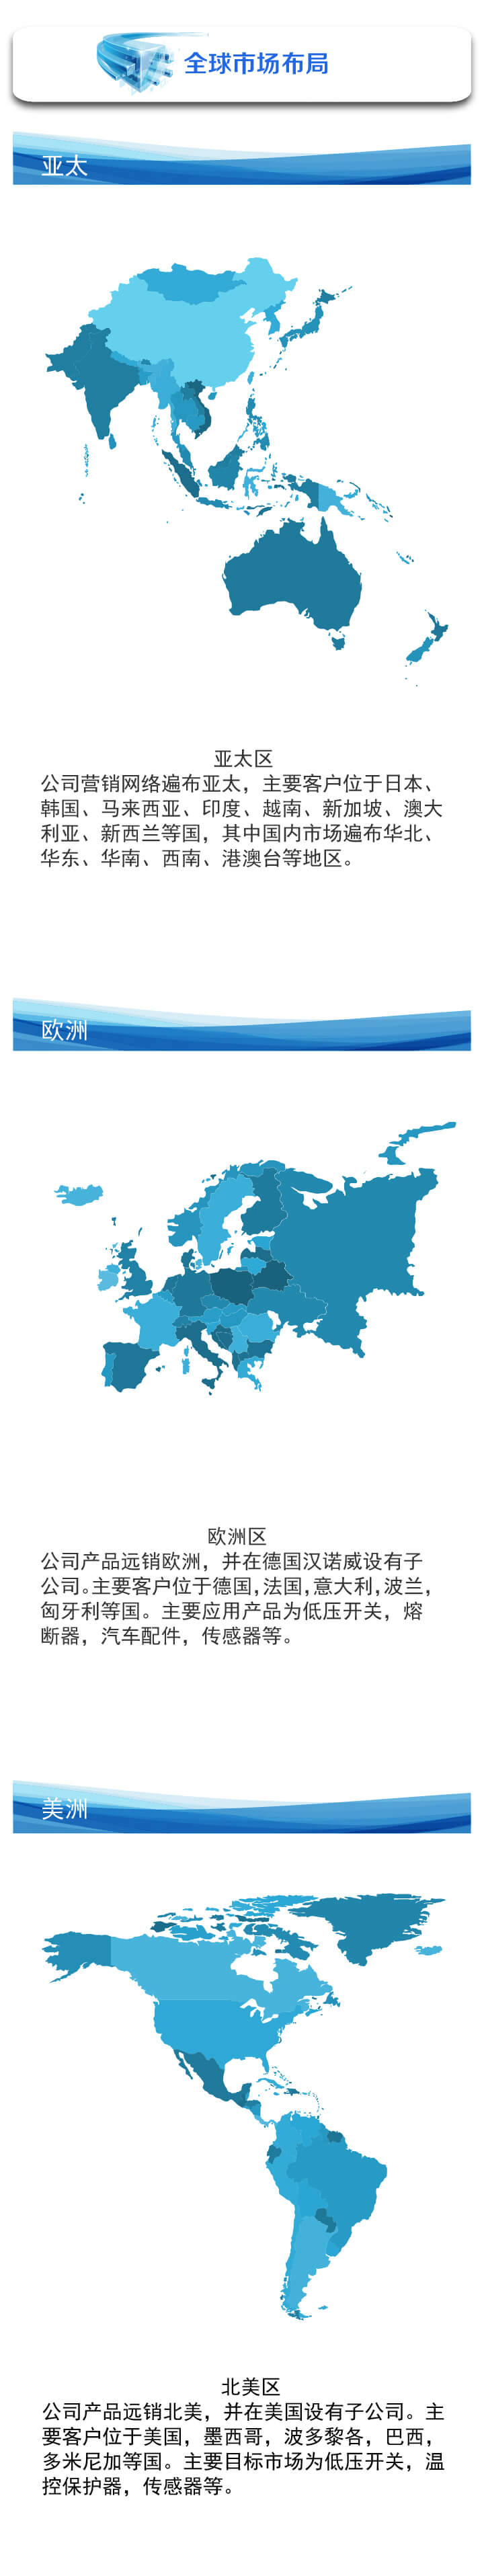 全球市场布局
亚太
亚太区
公司营销网络遍布亚太，主要客户位于日本、
韩国、马来西亚、印度、越南、新加坡、澳大
利亚、新西兰等国，其中国内市场遍布华北、
华东、华南、西南、港澳台等地区。
欧洲
欧洲区
公司产品远销欧洲，并在德国汉诺威设有子
公司。主要客户位于德国,法国,意大利,波兰,
匈牙利等国。主要应用产品为低压开关，熔
断器，汽车配件，传感器等。
美洲
北美区
公司产品远销北美，并在美国设有子公司。主
要客户位于美国，墨西哥，波多黎各，巴西，
多米尼加等国。主要目标市场为低压开关，温
控保护器，传感器等。